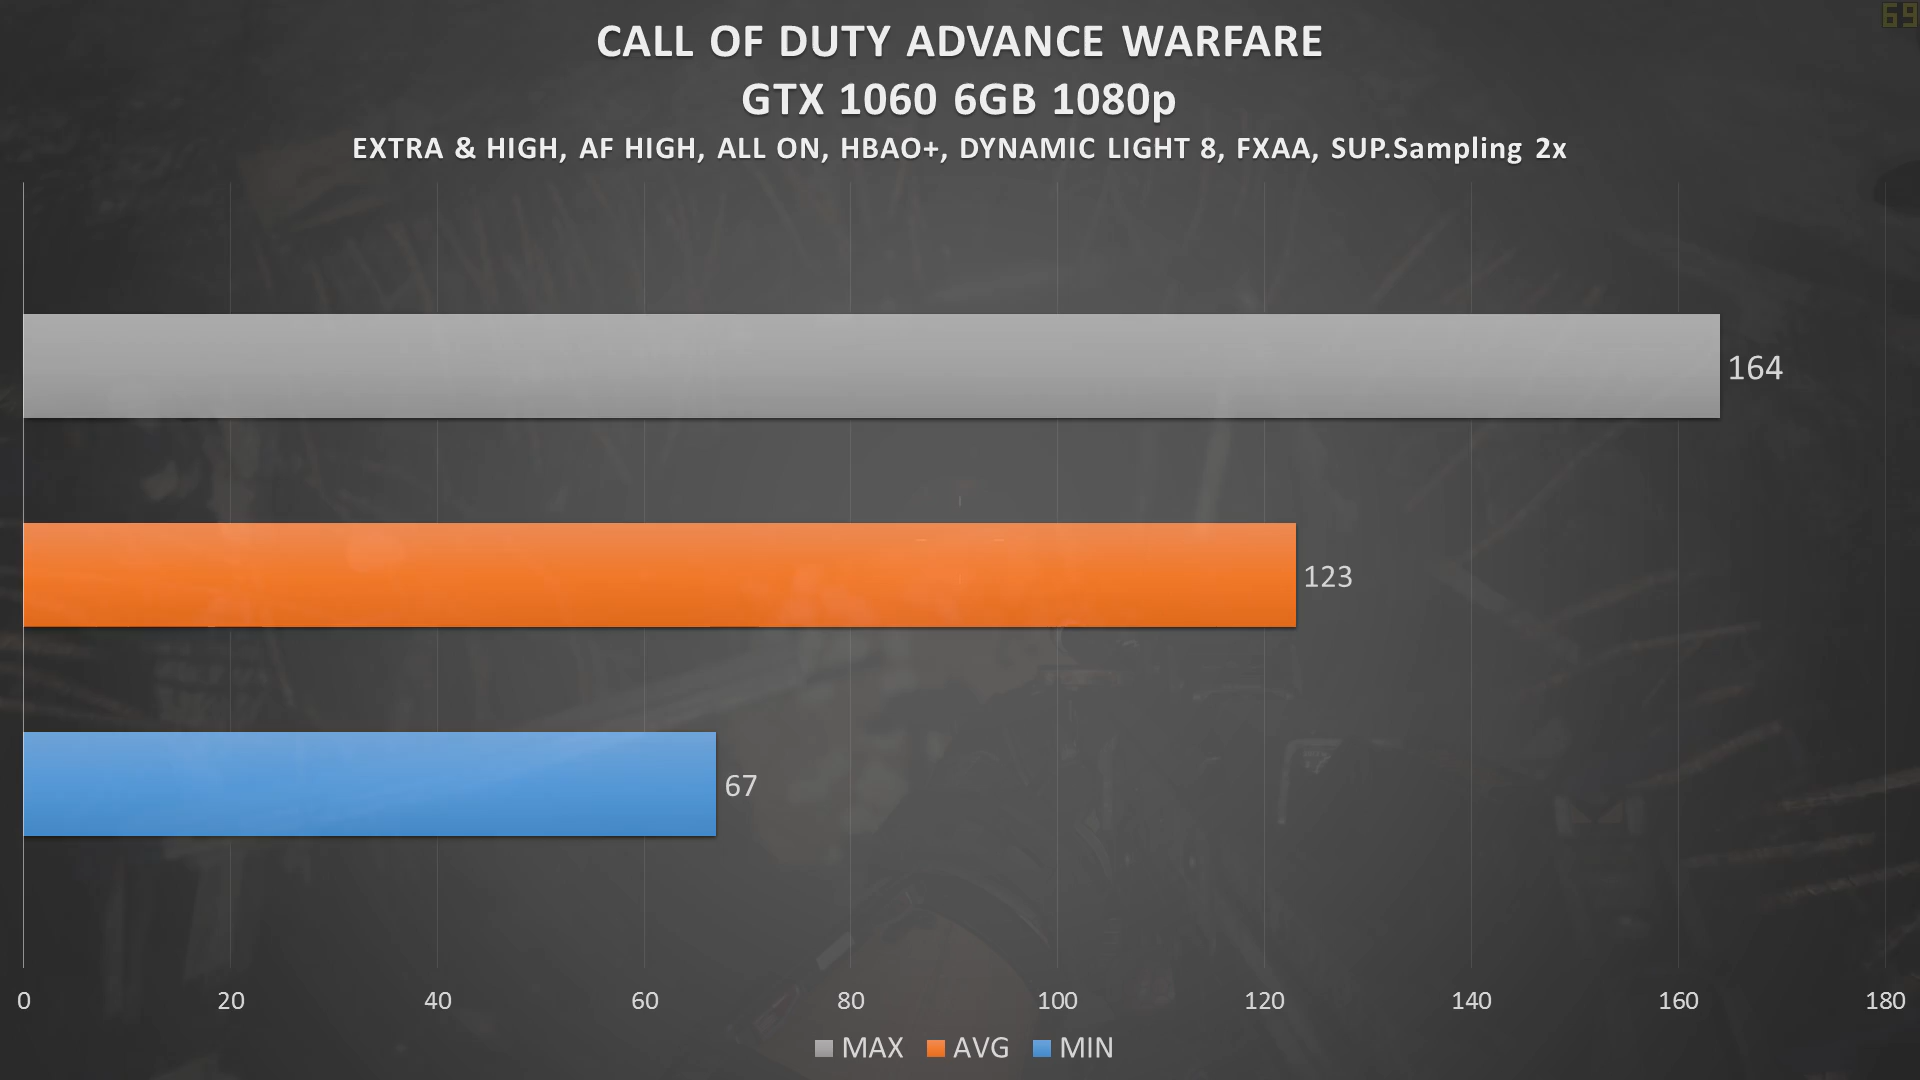 69
CALL OF DUTY ADVANCE WARFARE
GTX 1060 6GB 1080p
EXTRA & HIGH, AF HIGH, ALL ON, HBAO+, DYNAMIC LIGHT 8, FXAA, SUP.Sampling 2x
164
123
67
0 20 40 60 80 100 120 140 160 180
MAX AVG MIN